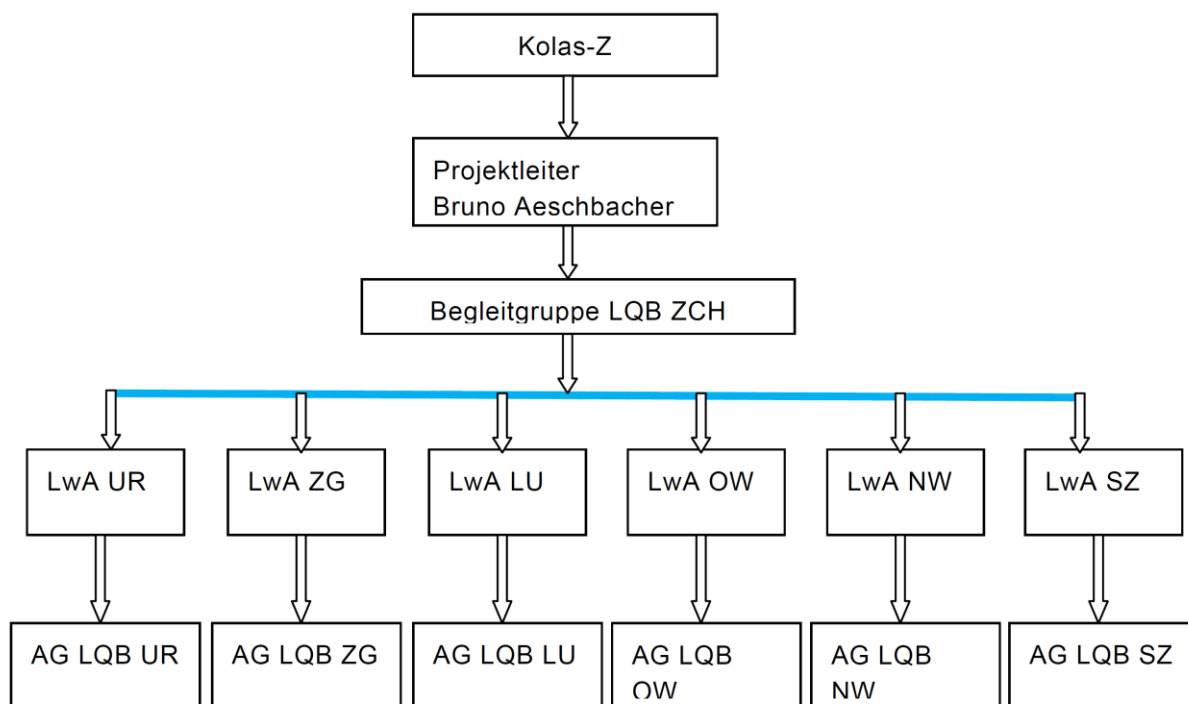 Kolas-Z
Projektleiter
Bruno Aeschbacher
Begleitgruppe LQB ZCH
LwA UR
LwA ZG
LwA LU
LwA OW
LwA NW
LwA SZ
AG LQB UR
AG LQB ZG
AG LQB LU
AG LQB
OW
AG LQB
NW
AG LQB SZ